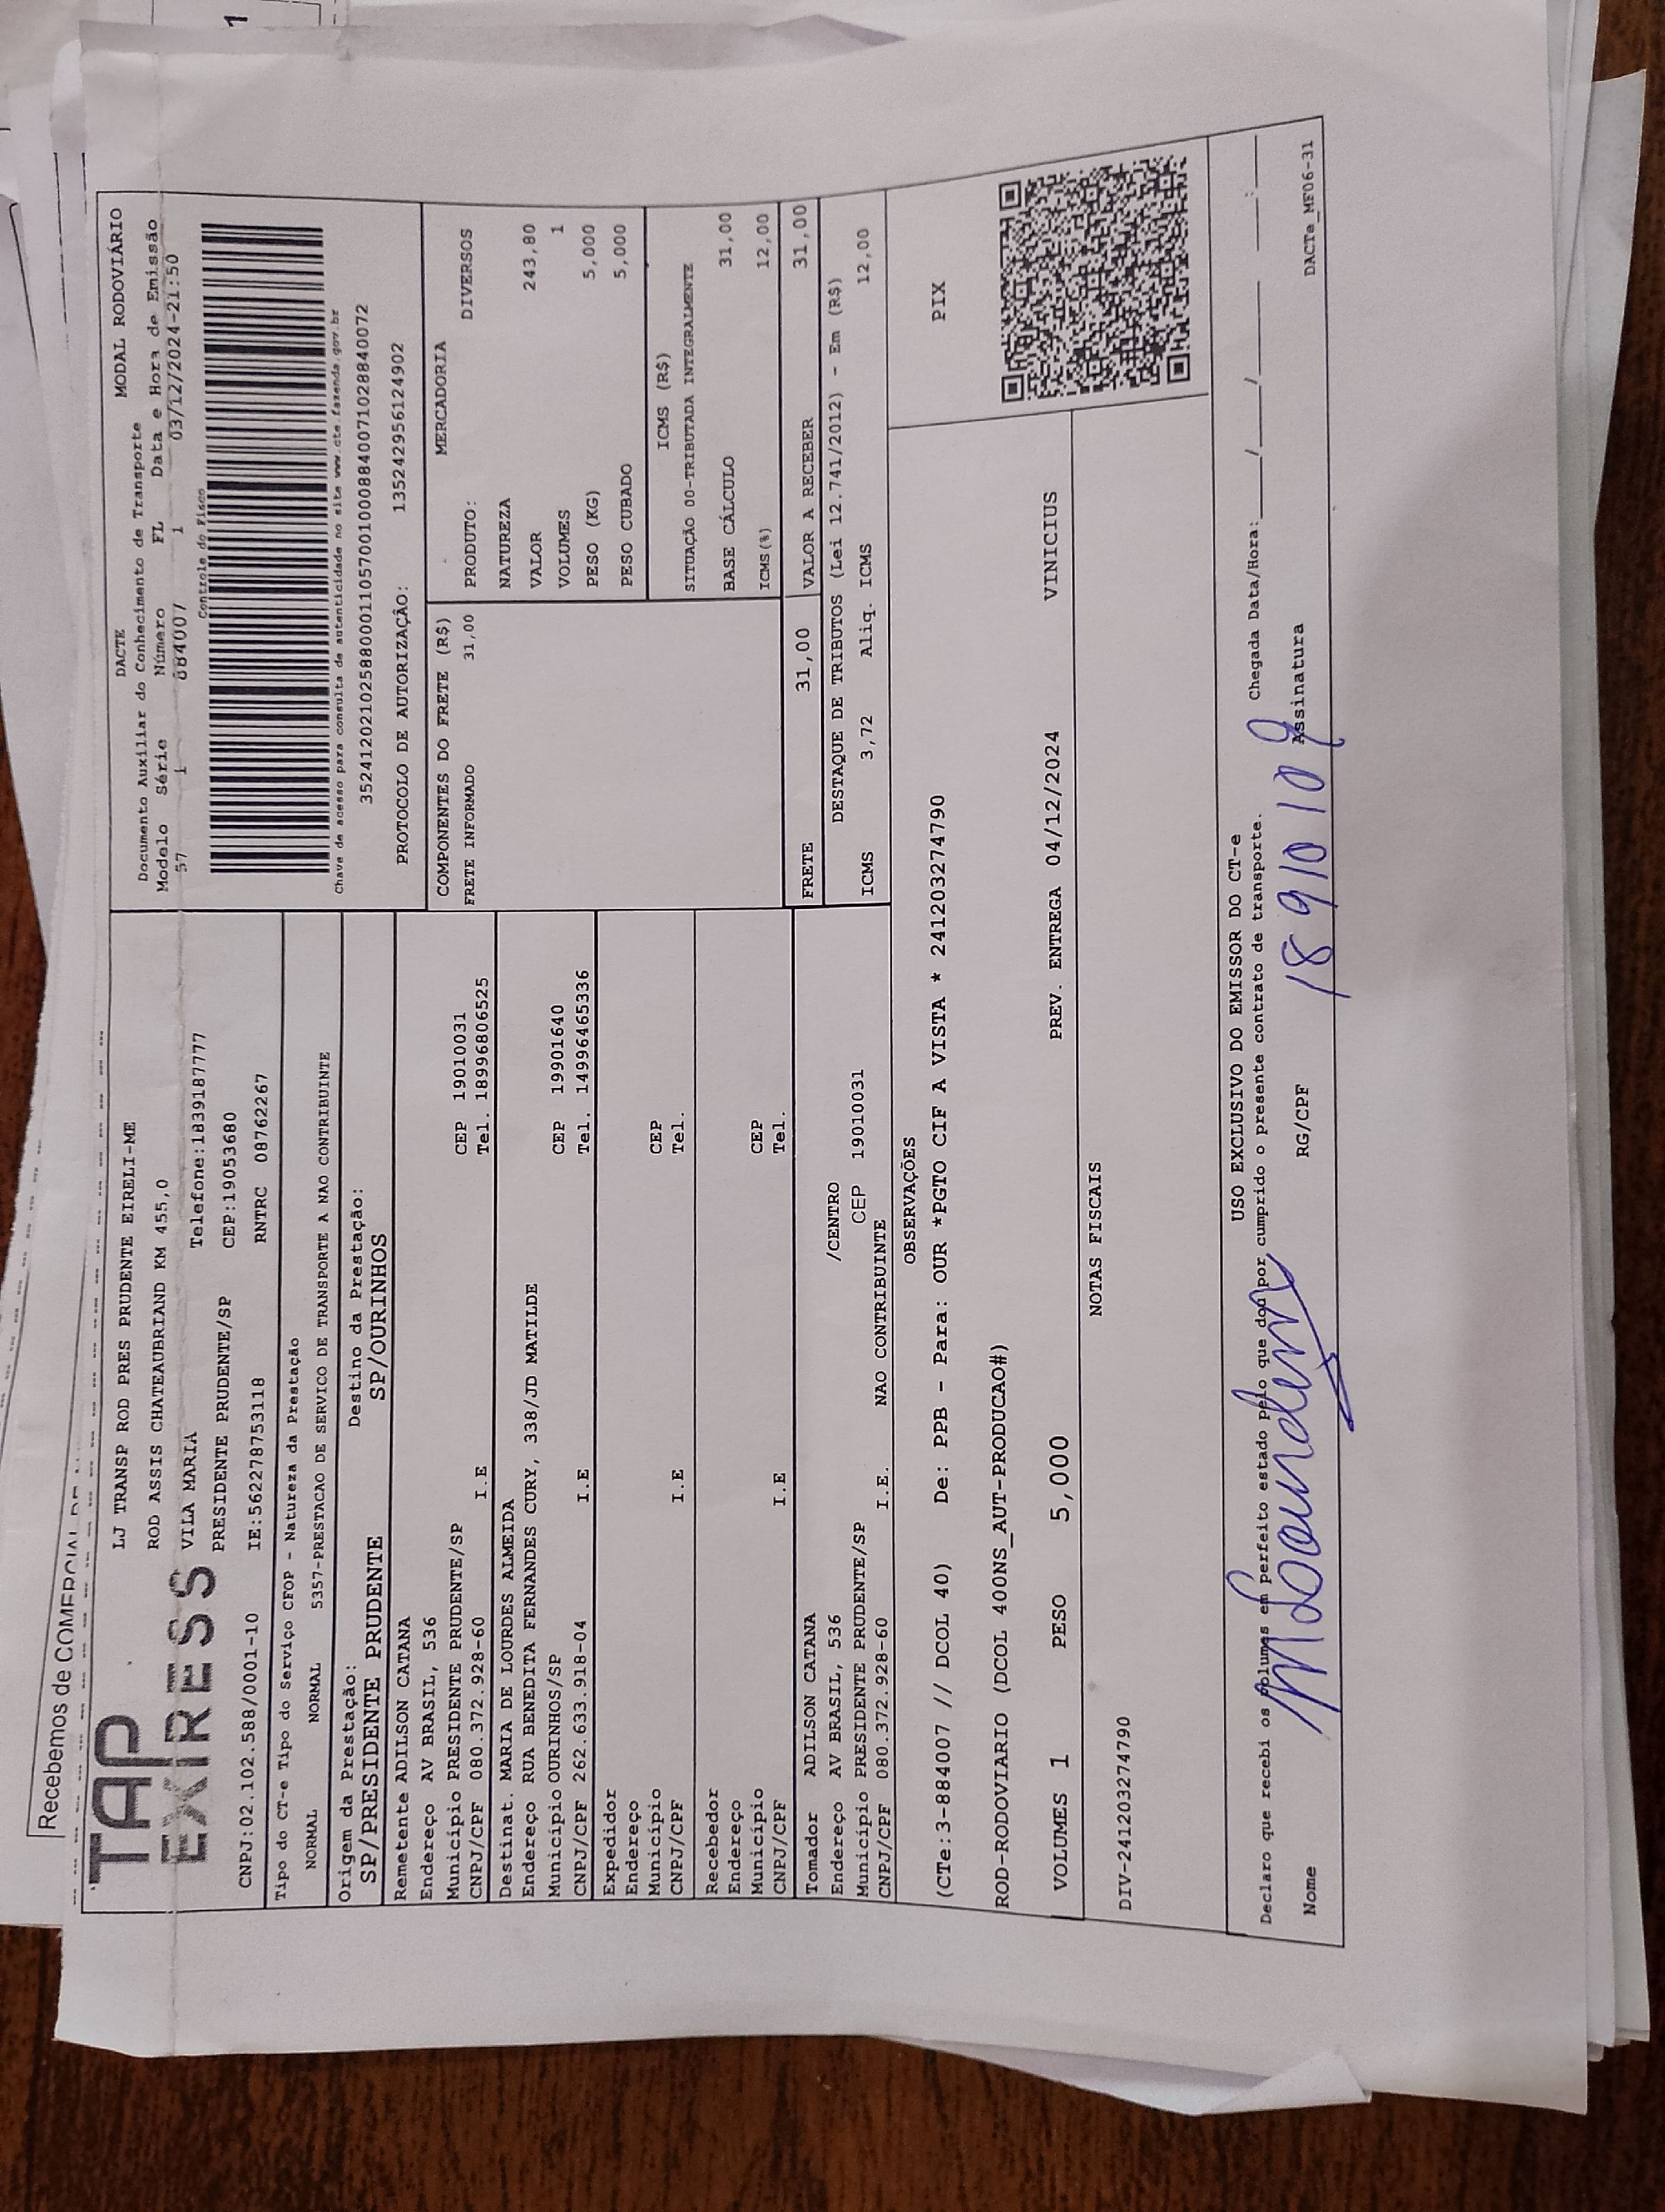 1
Recebemos de COMERCIAL DE
TAP
EXPRESS
LJ TRANSP ROD PRES PRUDENTE EIRELI-ME
ROD ASSIS CHATEAUBRIAND KM 455,0
VILA MARIA Telefone:1839187777
PRESIDENTE PRUDENTE/SP CEP:19053680
CNPJ:02.102.588/0001-10 IE:562278753118 RNTRC 08762267
DACTE MODAL RODOVIÁRIO
Documento Auxiliar do Conhecimento de Transporte
Modelo Série Número FL Data e Hora de Emissão
57 1 884007 1 03/12/2024-21:50
Controle do Fisco
Chave de acesso para consulta de autenticidade no site www.cte.fazenda.gov.br
35241202102588000110570010008840071028840072
PROTOCOLO DE AUTORIZAÇÃO: 135242956124902
Tipo do CT-e Tipo do Serviço CFOP - Natureza da Prestação
NORMAL NORMAL 5357-PRESTACAO DE SERVICO DE TRANSPORTE A NAO CONTRIBUINTE
Origem da Prestação: Destino da Prestação:
SP/PRESIDENTE PRUDENTE SP/OURINHOS
Remetente ADILSON CATANA
Endereço AV BRASIL, 536
Município PRESIDENTE PRUDENTE/SP CEP 19010031
CNPJ/CPF 080.372.928-60 I.E Tel. 18996806525
Destinat. MARIA DE LOURDES ALMEIDA
Endereço RUA BENEDITA FERNANDES CURY, 338/JD MATILDE
Município OURINHOS/SP CEP 19901640
CNPJ/CPF 262.633.918-04 I.E Tel. 14996465336
Expedidor
Endereço
Município CEP
CNPJ/CPF I.E Tel.
Recebedor
Endereço
Município CEP
CNPJ/CPF I.E Tel.
Tomador ADILSON CATANA
Endereço AV BRASIL, 536 /CENTRO
Município PRESIDENTE PRUDENTE/SP CEP 19010031
CNPJ/CPF 080.372.928-60 I.E. NAO CONTRIBUINTE
COMPONENTES DO FRETE (R$)
FRETE INFORMADO 31,00
MERCADORIA
PRODUTO: DIVERSOS
NATUREZA
VALOR 243,80
VOLUMES 1
PESO (KG) 5,000
PESO CUBADO 5,000
ICMS (R$)
SITUAÇÃO 00-TRIBUTADA INTEGRALMENTE
BASE CÁLCULO 31,00
ICMS(%) 12,00
FRETE 31,00 VALOR A RECEBER 31,00
DESTAQUE DE TRIBUTOS (Lei 12.741/2012) - Em (R$)
ICMS 3,72 Aliq. ICMS 12,00
OBSERVAÇÕES
(CTe:3-884007 // DCOL 40) De: PPB - Para: OUR *PGTO CIF A VISTA * 241203274790
PIX
ROD-RODOVIARIO (DCOL 400NS_AUT-PRODUCAO#)
VOLUMES 1 PESO 5,000 PREV. ENTREGA 04/12/2024 VINICIUS
NOTAS FISCAIS
DIV-241203274790
USO EXCLUSIVO DO EMISSOR DO CT-e
Declaro que recebi os volumes em perfeito estado pelo que dou por cumprido o presente contrato de transporte. Chegada Data/Hora:___/___/___ ___:___
Nome RG/CPF Assinatura
DACTe_MF06-31